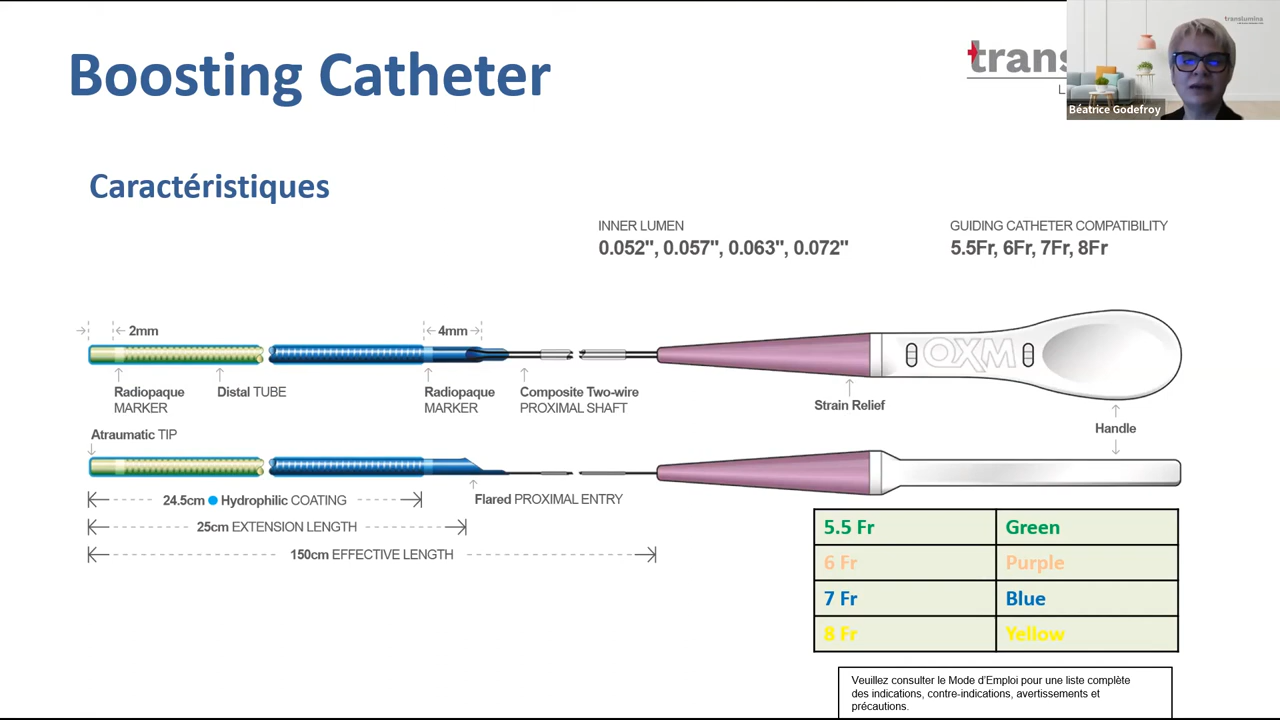 Boosting Catheter
translumina
Béatrice Godefroy
Caractéristiques
INNER LUMEN
0.052", 0.057", 0.063", 0.072"
GUIDING CATHETER COMPATIBILITY
5.5Fr, 6Fr, 7Fr, 8Fr
2mm
4mm
QXM
Radiopaque
MARKER
Distal TUBE
Radiopaque
MARKER
Composite Two-wire
PROXIMAL SHAFT
Strain Relief
Handle
Atraumatic TIP
24.5cm Hydrophilic COATING
Flared PROXIMAL ENTRY
25cm EXTENSION LENGTH
150cm EFFECTIVE LENGTH
5.5 Fr Green
6 Fr Purple
7 Fr Blue
8 Fr Yellow
Veuillez consulter le Mode d'Emploi pour une liste complète
des indications, contre-indications, avertissements et
précautions.